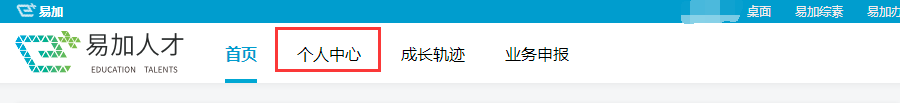 易加 桌面 易加综素 易加办
易加人才 首页 个人中心 成长轨迹 业务申报
EDUCATION TALENTS